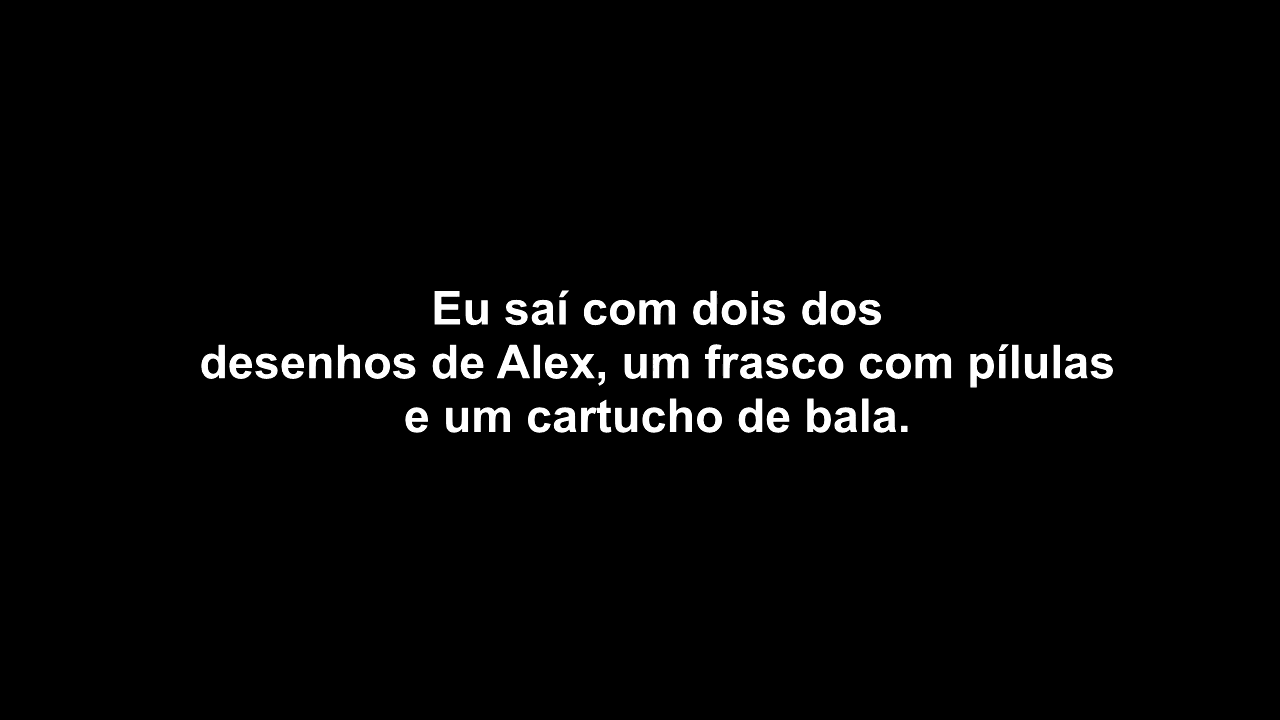 Eu saí com dois dos
desenhos de Alex, um frasco com pílulas
e um cartucho de bala.